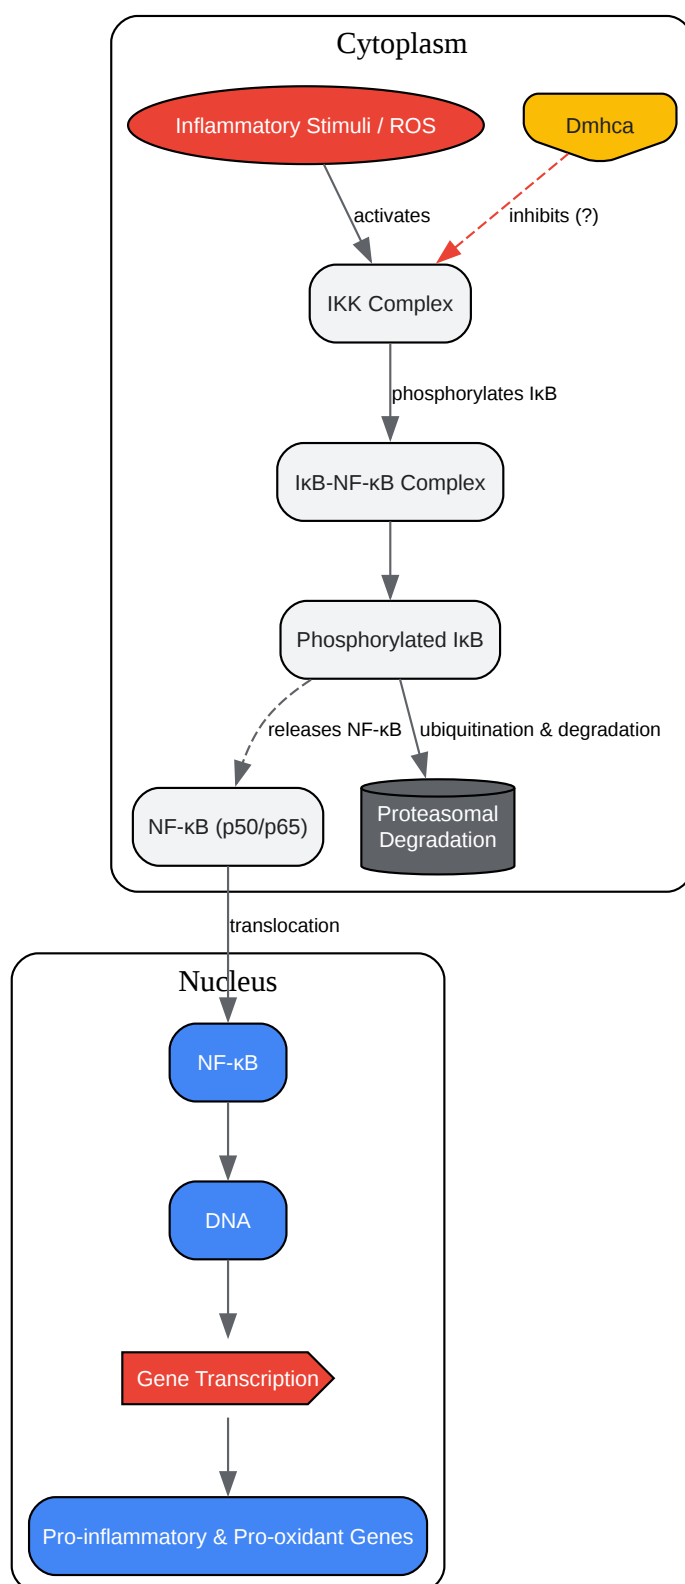 Cytoplasm
Inflammatory Stimuli / ROS
Dmhca
activates
inhibits (?)
IKK Complex
phosphorylates IκB
IκB-NF-κB Complex
Phosphorylated IκB
releases NF-κB
ubiquitination & degradation
NF-κB (p50/p65)
Proteasomal
Degradation
translocation
Nucleus
NF-κB
DNA
Gene Transcription
Pro-inflammatory & Pro-oxidant Genes